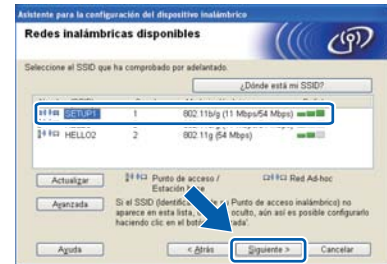 Asistente para la configuración del dispositivo inalámbrico
Redes inalámbricas disponibles
Seleccione el SSID que ha comprobado por adelantado.
¿Dónde está mi SSID?
SETUP1 1 802.11b/g (11 Mbps/54 Mbps)
HELLO2 2 802.11g (54 Mbps)
Actualizar
Punto de acceso / Estación
Red Ad-hoc
Avanzada
Si el SSID (Identific Punto de acceso inalámbrico) no
aparece en esta lista, oculto, aún así es posible configurarlo
haciendo clic en el botón
Ayuda
< Atrás
Siguiente >
Cancelar